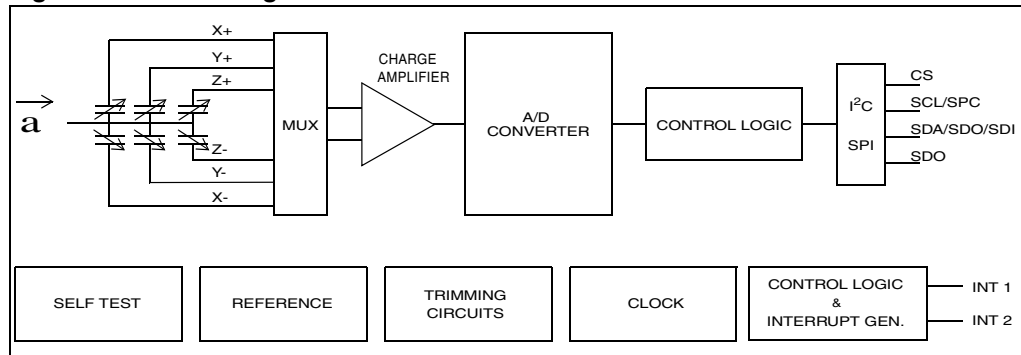 X+
Y+
Z+
a
Z-
Y-
X-
MUX
CHARGE
AMPLIFIER
A/D
CONVERTER
CONTROL LOGIC
I²C
SPI
CS
SCL/SPC
SDA/SDO/SDI
SDO
SELF TEST
REFERENCE
TRIMMING
CIRCUITS
CLOCK
CONTROL LOGIC
&
INTERRUPT GEN.
INT 1
INT 2